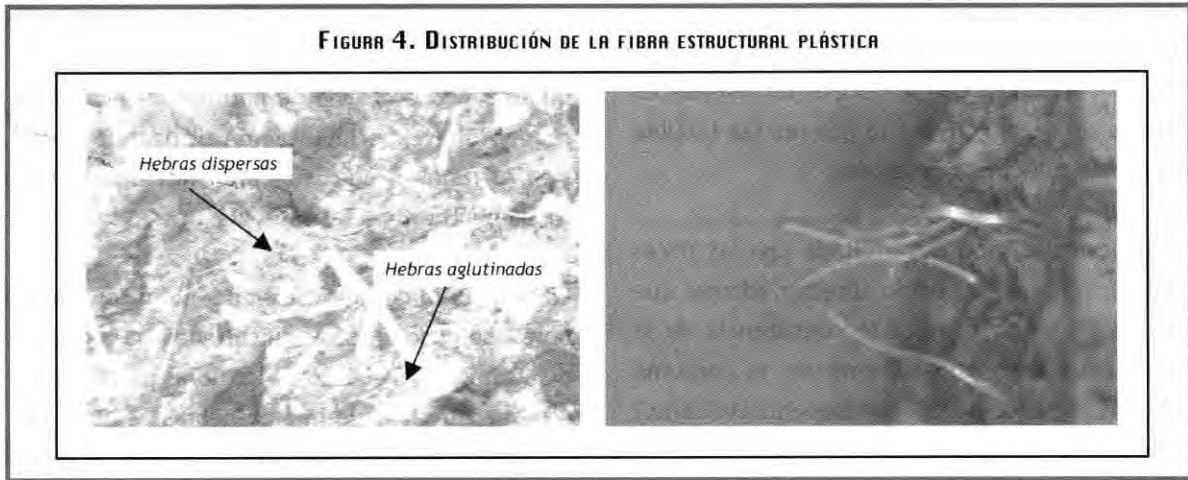 FIGURA 4. DISTRIBUCIÓN DE LA FIBRA ESTRUCTURAL PLÁSTICA
Hebras dispersas
Hebras aglutinadas